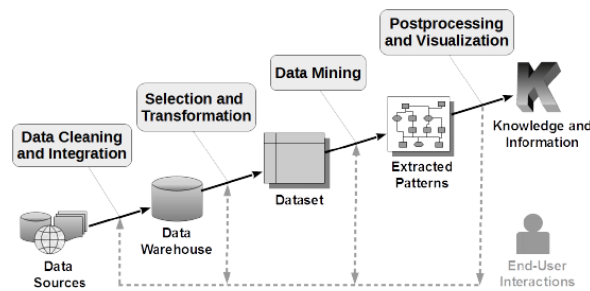 Postprocessing
and Visualization
Data Mining
Selection and
Transformation
Data Cleaning
and Integration
K
Knowledge and
Information
Extracted
Patterns
Dataset
Data
Warehouse
Data
Sources
End-User
Interactions